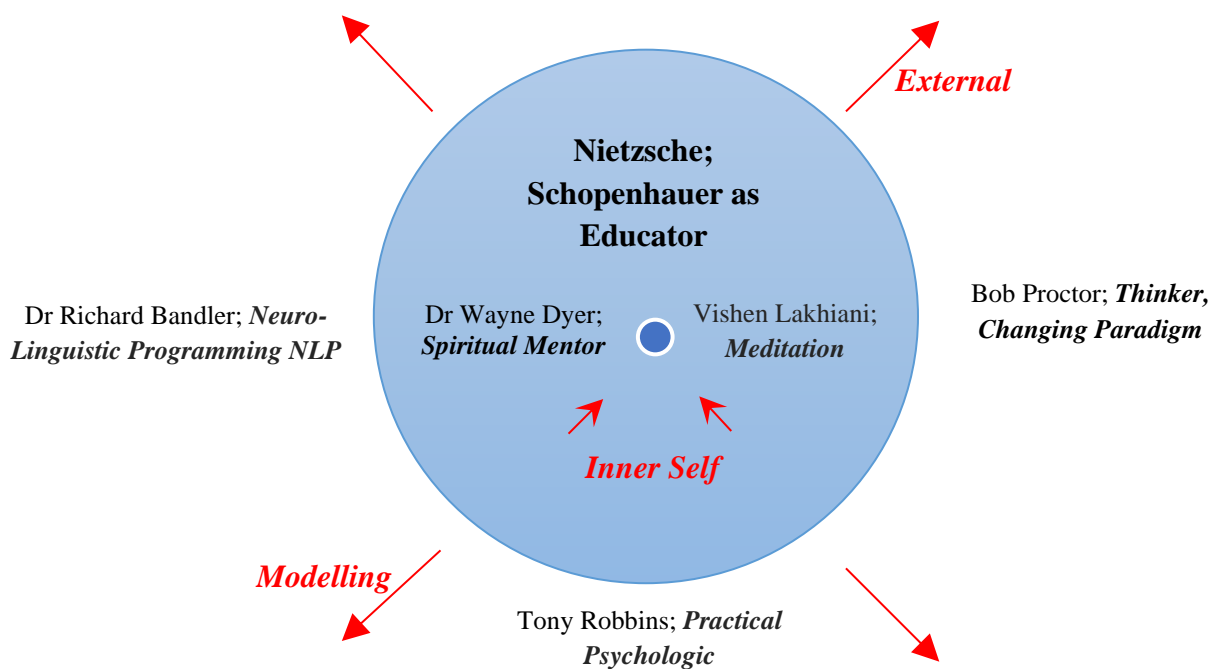 External
Nietzsche;
Schopenhauer as
Educator
Dr Richard Bandler; Neuro-
Linguistic Programming NLP
Dr Wayne Dyer;
Spiritual Mentor
Vishen Lakhiani;
Meditation
Bob Proctor; Thinker,
Changing Paradigm
Inner Self
Modelling
Tony Robbins; Practical
Psychologic